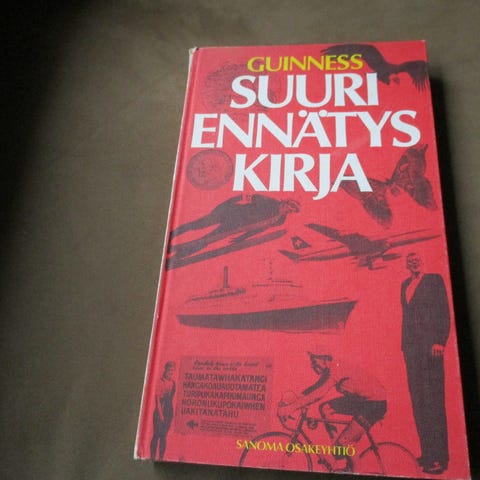 GUINNESS
SUURI
ENNÄTYS
KIRJA
TAUMATAWHAKATANGI
HANGAKOAUAUOTAMATEA
TURIPUKAKAPIKIMAUNGA
HORONUKUPOKAIWHEN
UAKITANATAHU
SANOMA OSAKEYHTIÖ